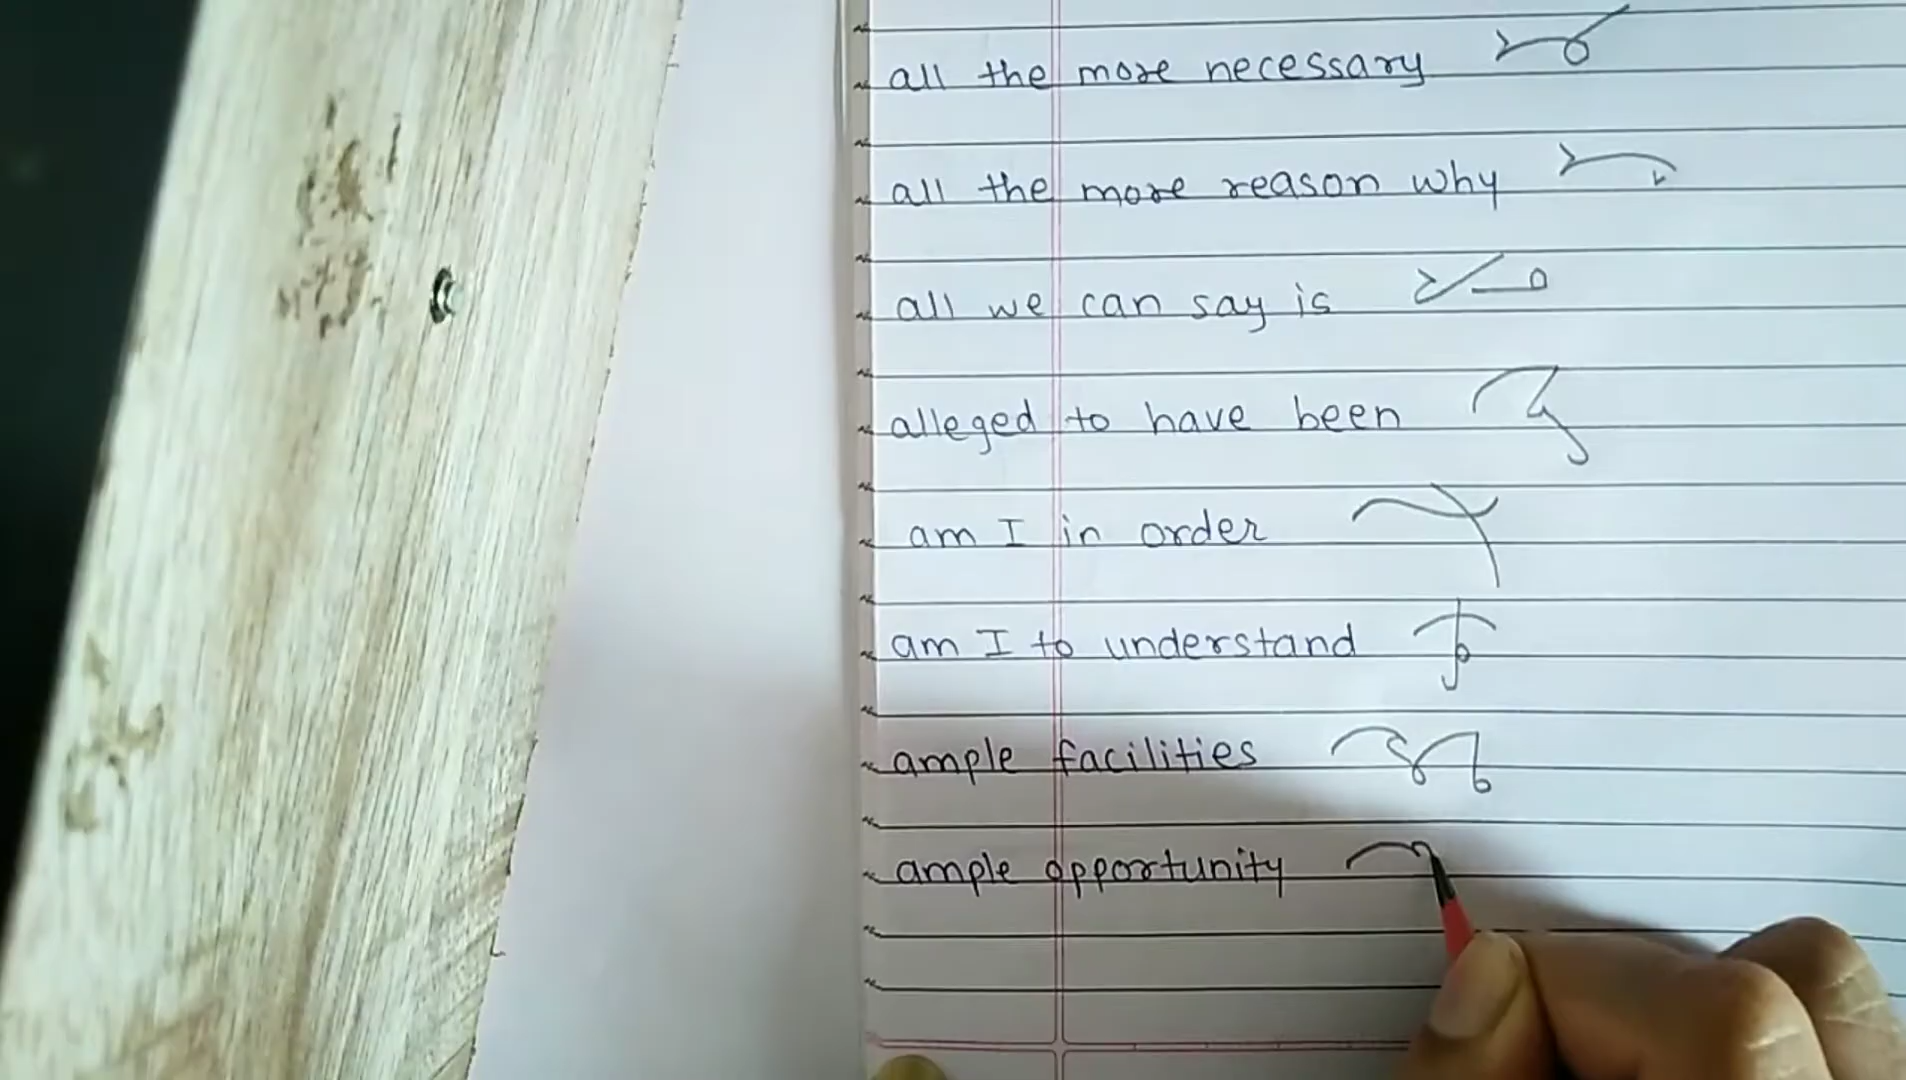 all the more necessary
all the more reason why
all we can say is
alleged to have been
am I in order
am I to understand
ample facilities
ample opportunity